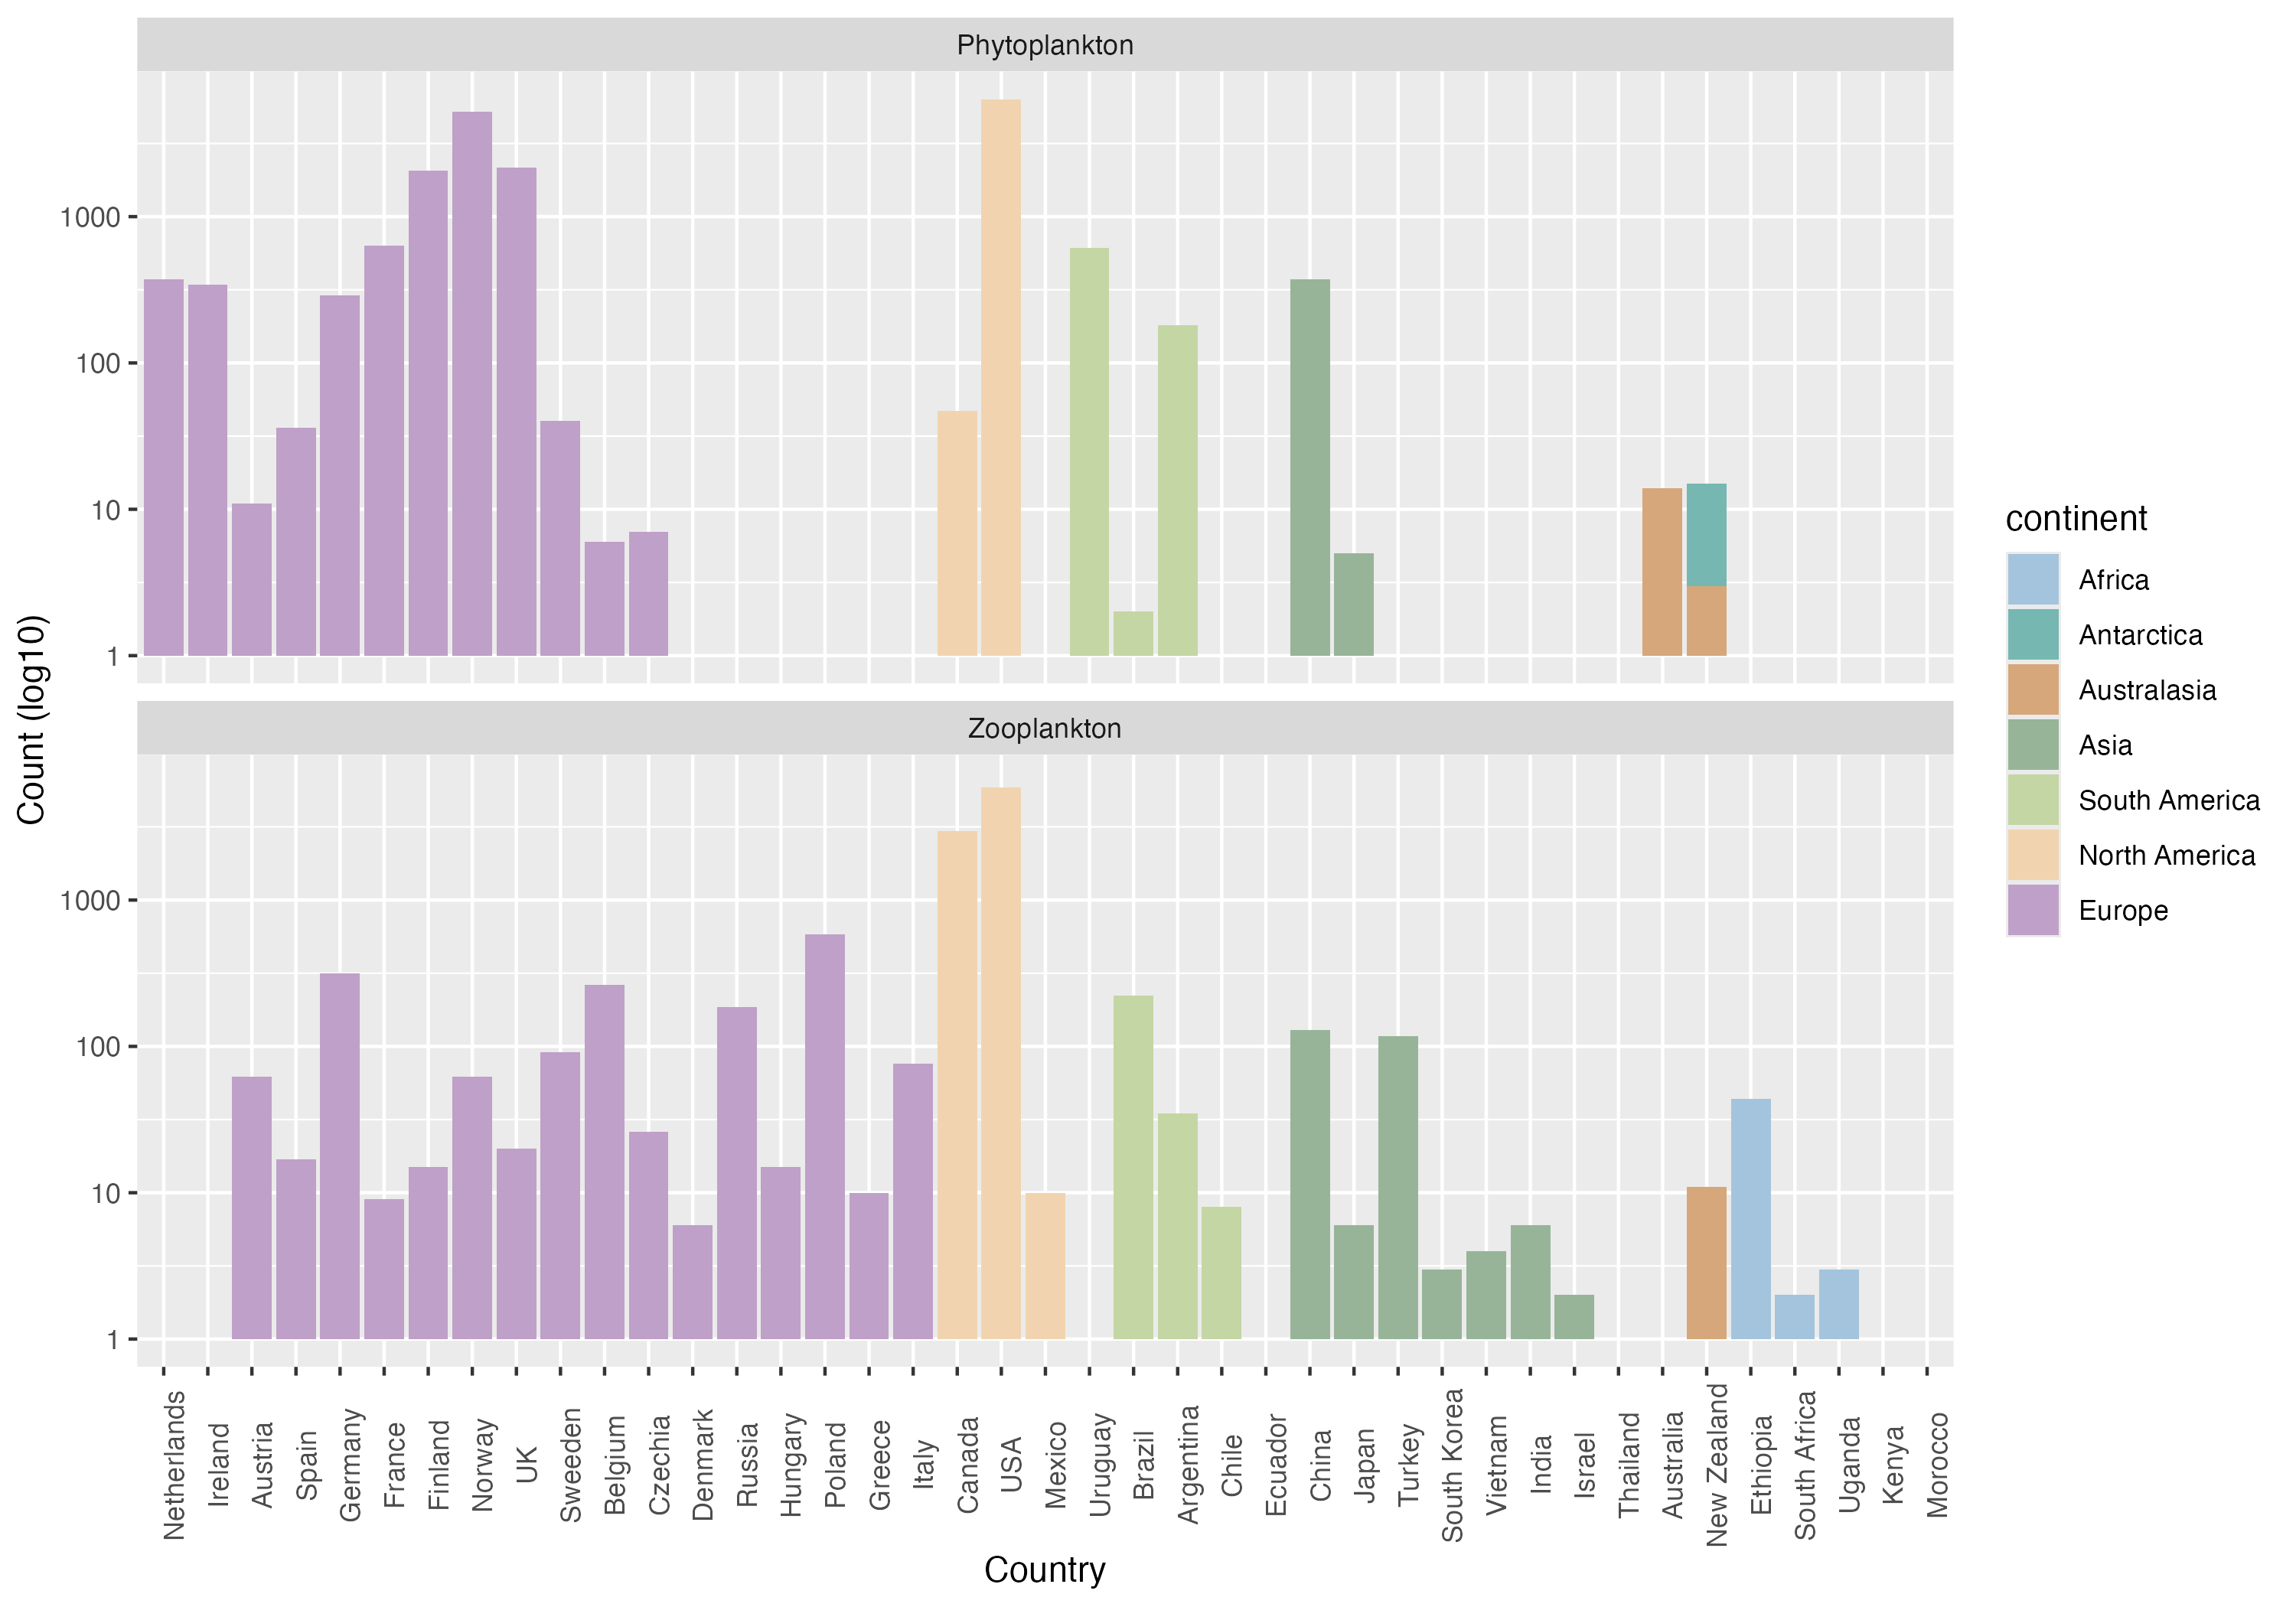 Phytoplankton
1000
100
10
1
Zooplankton
1000
100
10
1
Count (log10)
Netherlands
Ireland
Austria
Spain
Germany
France
Finland
Norway
UK
Sweeden
Belgium
Czechia
Denmark
Russia
Hungary
Poland
Greece
Italy
Canada
USA
Mexico
Uruguay
Brazil
Argentina
Chile
Ecuador
China
Japan
Turkey
South Korea
Vietnam
India
Israel
Thailand
Australia
New Zealand
Ethiopia
South Africa
Uganda
Kenya
Morocco
Country
continent
Africa
Antarctica
Australasia
Asia
South America
North America
Europe